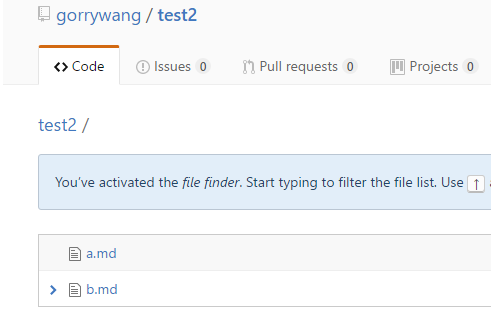 gorrywang / test2
Code Issues 0 Pull requests 0 Projects 0
test2 /
You've activated the file finder. Start typing to filter the file list. Use ↑
a.md
b.md